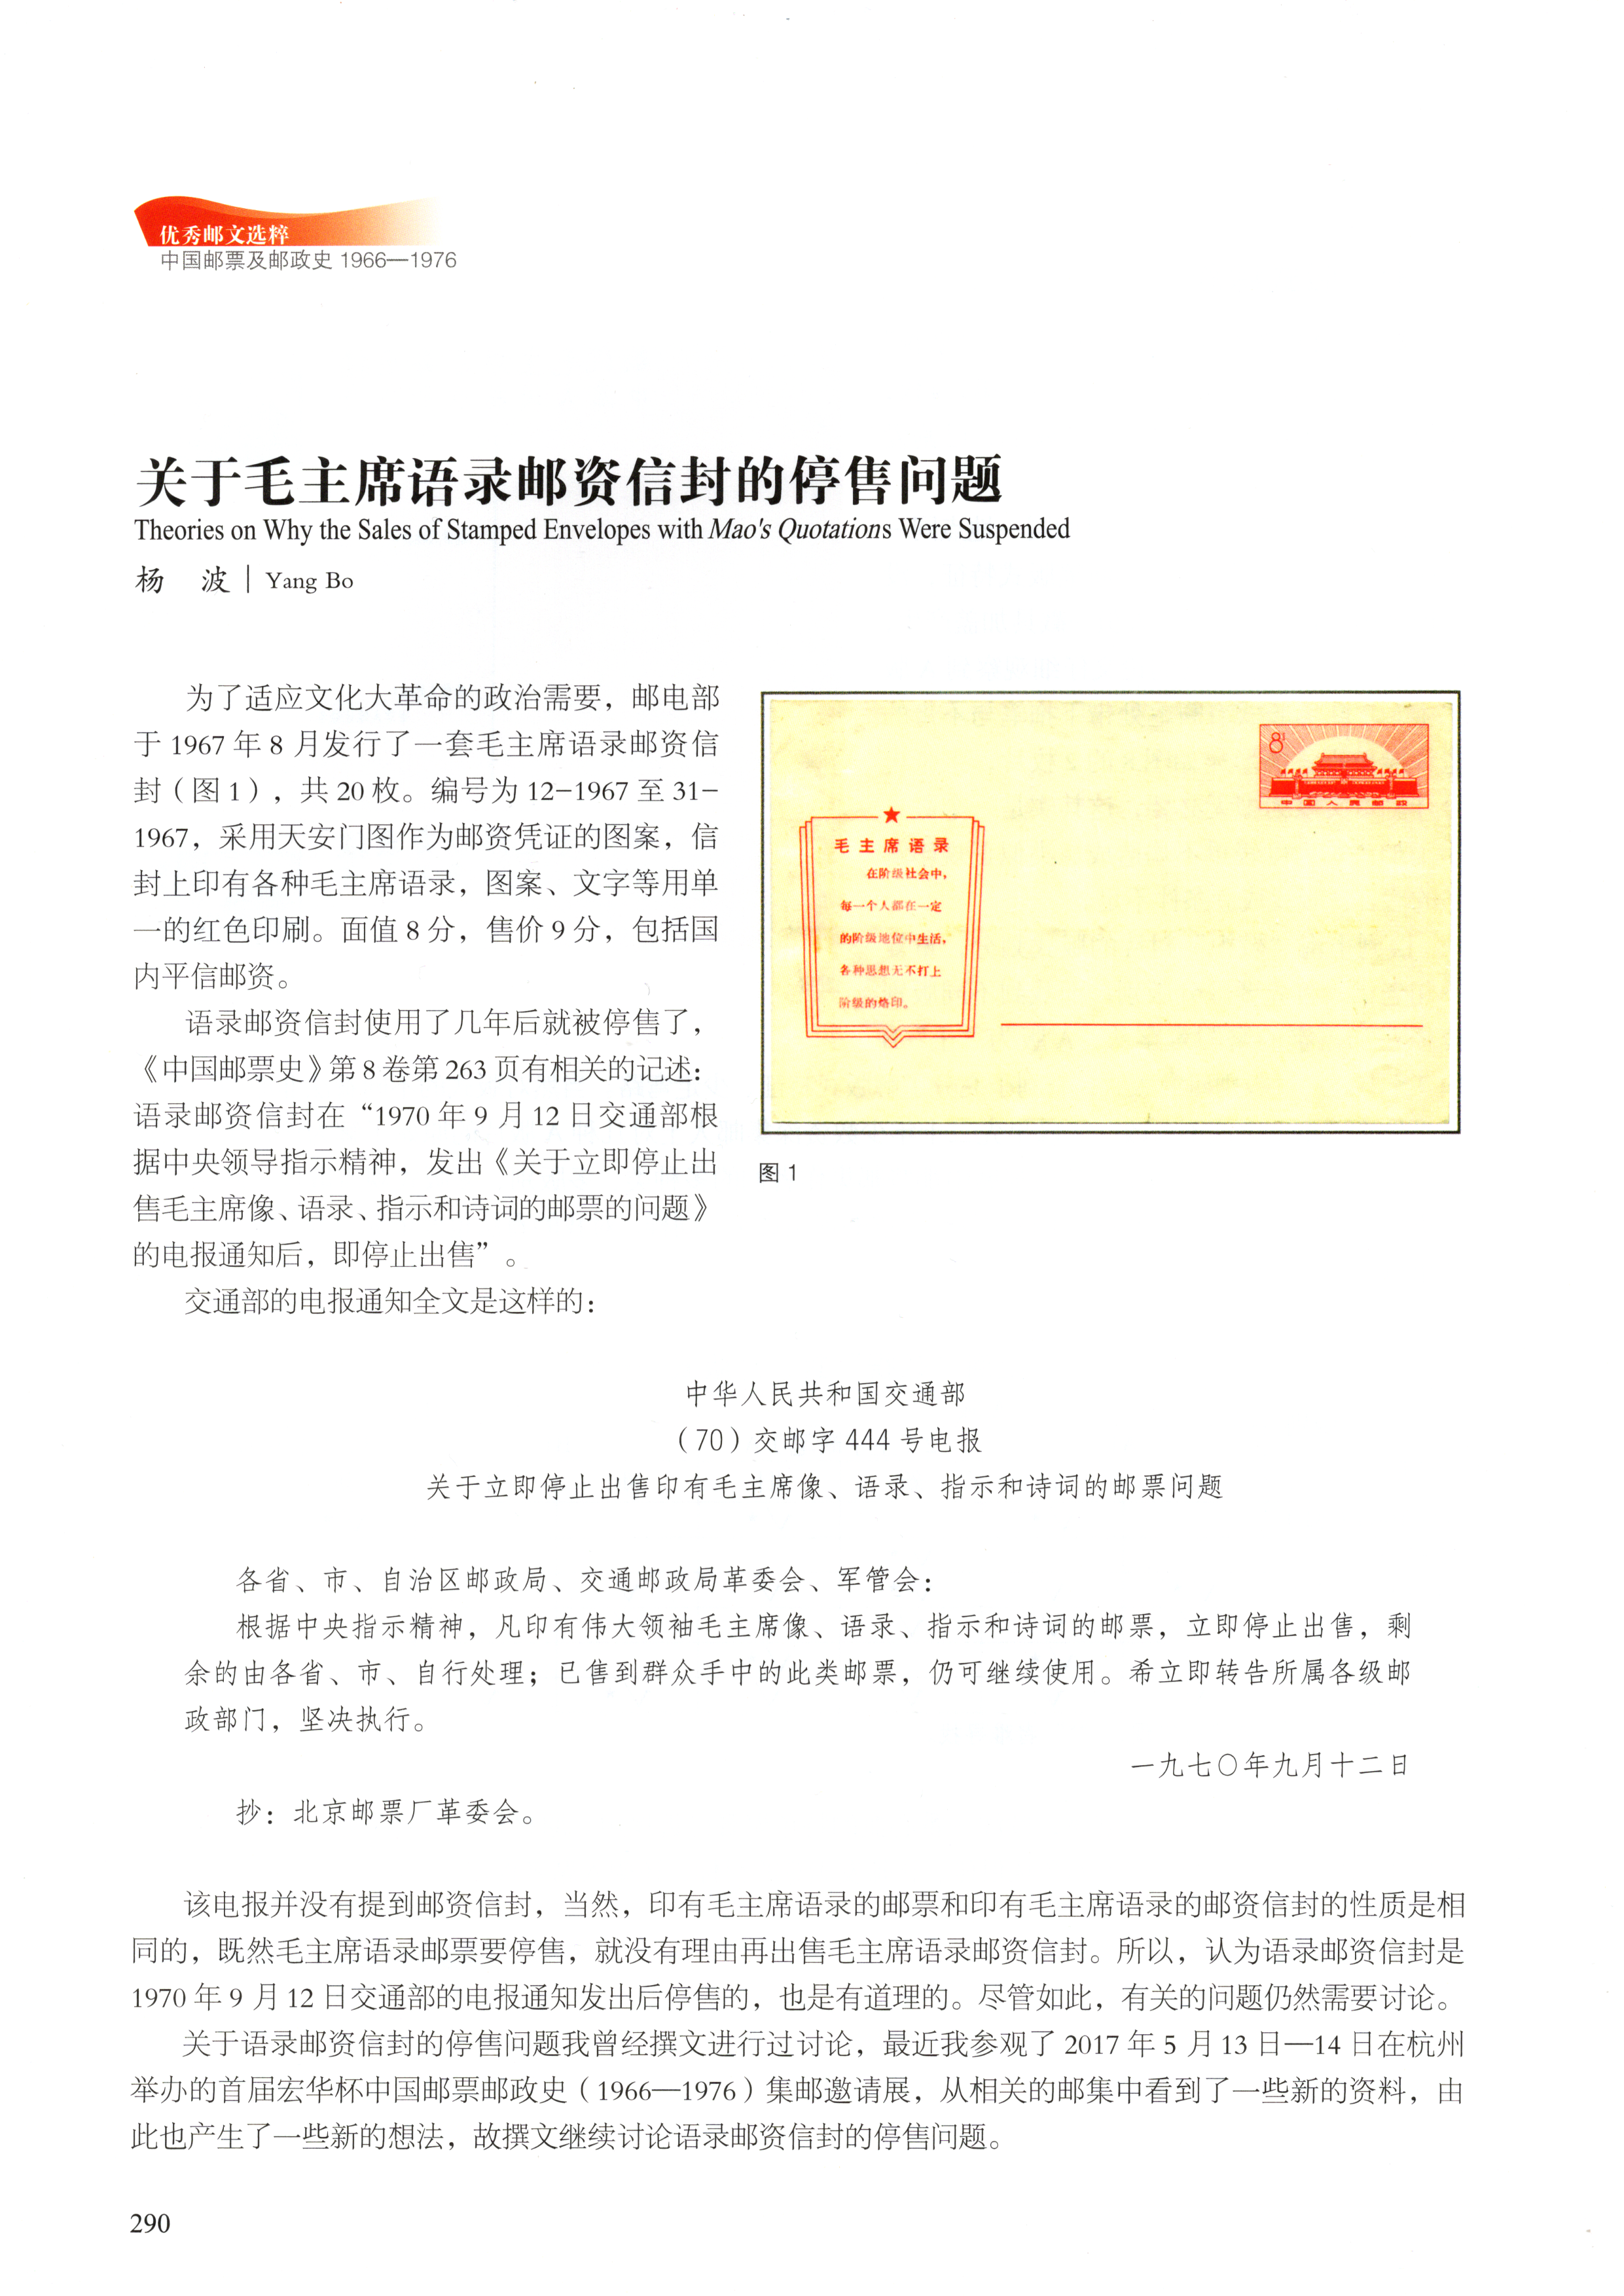 优秀邮文选粹
中国邮票及邮政史 1966—1976
关于毛主席语录邮资信封的停售问题
Theories on Why the Sales of Stamped Envelopes with Mao's Quotations Were Suspended
杨 波 | Yang Bo
为了适应文化大革命的政治需要，邮电部
于 1967 年 8 月发行了一套毛主席语录邮资信
封（图 1），共 20 枚。编号为 12-1967 至 31-
1967，采用天安门图作为邮资凭证的图案，信
封上印有各种毛主席语录，图案、文字等用单
一的红色印刷。面值 8 分，售价 9 分，包括国
内平信邮资。
语录邮资信封使用了几年后就被停售了，
《中国邮票史》第 8 卷第 263 页有相关的记述：
语录邮资信封在“1970 年 9 月 12 日交通部根
据中央领导指示精神，发出《关于立即停止出
售毛主席像、语录、指示和诗词的邮票的问题》
的电报通知后，即停止出售”。
交通部的电报通知全文是这样的：
8
中国人民邮政
毛主席语录
在阶级社会中，
每一个人都在一定
的阶级地位中生活，
各种思想无不打上
阶级的烙印。
图 1
中华人民共和国交通部
（70）交邮字 444 号电报
关于立即停止出售印有毛主席像、语录、指示和诗词的邮票问题
各省、市、自治区邮政局、交通邮政局革委会、军管会：
根据中央指示精神，凡印有伟大领袖毛主席像、语录、指示和诗词的邮票，立即停止出售，剩
余的由各省、市、自行处理；已售到群众手中的此类邮票，仍可继续使用。希立即转告所属各级邮
政部门，坚决执行。
一九七〇年九月十二日
抄：北京邮票厂革委会。
该电报并没有提到邮资信封，当然，印有毛主席语录的邮票和印有毛主席语录的邮资信封的性质是相
同的，既然毛主席语录邮票要停售，就没有理由再出售毛主席语录邮资信封。所以，认为语录邮资信封是
1970 年 9 月 12 日交通部的电报通知发出后停售的，也是有道理的。尽管如此，有关的问题仍然需要讨论。
关于语录邮资信封的停售问题我曾经撰文进行过讨论，最近我参观了 2017 年 5 月 13 日—14 日在杭州
举办的首届宏华杯中国邮票邮政史（1966—1976）集邮邀请展，从相关的邮集中看到了一些新的资料，由
此也产生了一些新的想法，故撰文继续讨论语录邮资信封的停售问题。
290